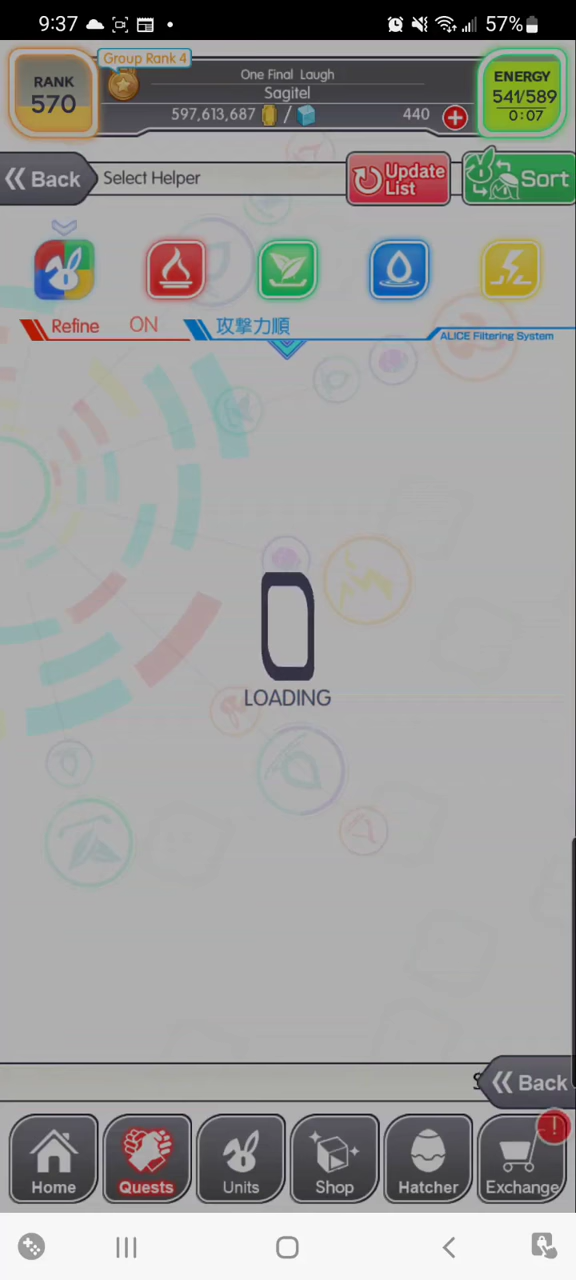 9:37
57%
Group Rank 4
RANK
570
One Final Laugh
Sagitel
597,613,687 / 440
ENERGY
541/589
0:07
Back
Select Helper
Update
List
Sort
Refine ON 攻撃力順
ALICE Filtering System
LOADING
Back
Home
Quests
Units
Shop
Hatcher
Exchange